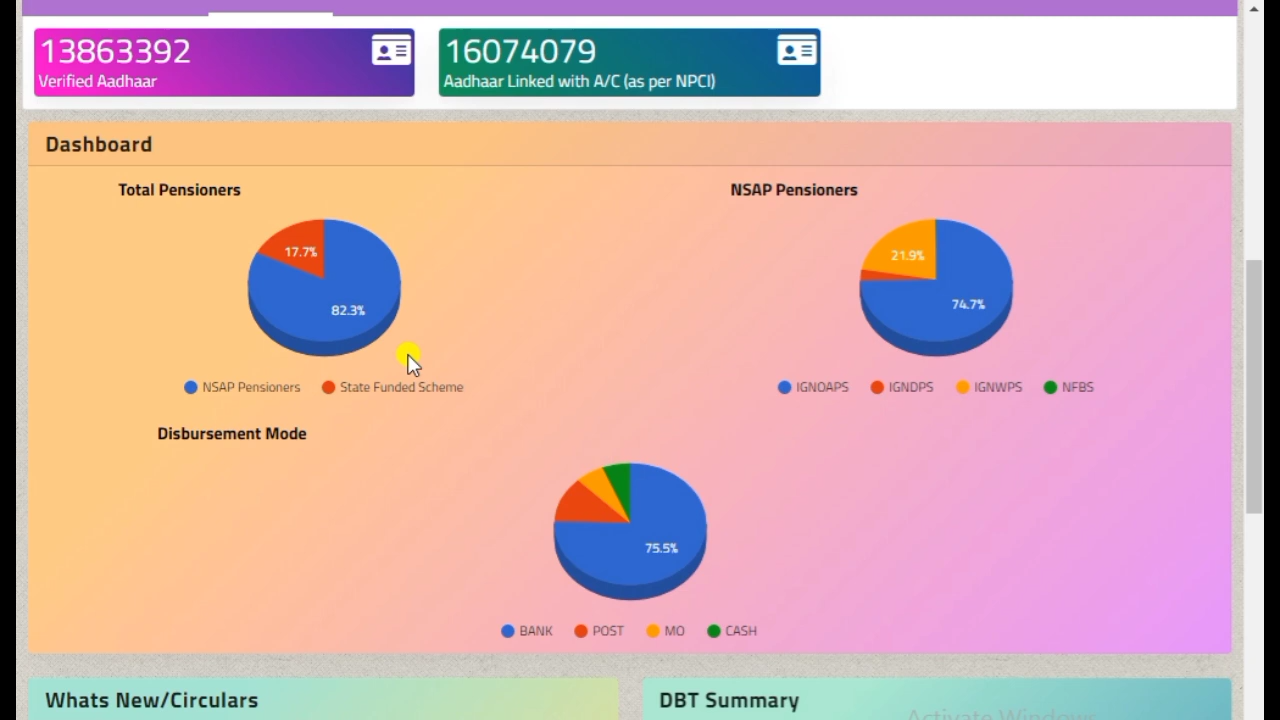 13863392
Verified Aadhaar
16074079
Aadhaar Linked with A/C (as per NPCI)
Dashboard
Total Pensioners
17.7%
82.3%
NSAP Pensioners State Funded Scheme
NSAP Pensioners
21.9%
74.7%
IGNOAPS IGNDPS IGNWPS NFBS
Disbursement Mode
75.5%
BANK POST MO CASH
Whats New/Circulars
DBT Summary
Activate Windows